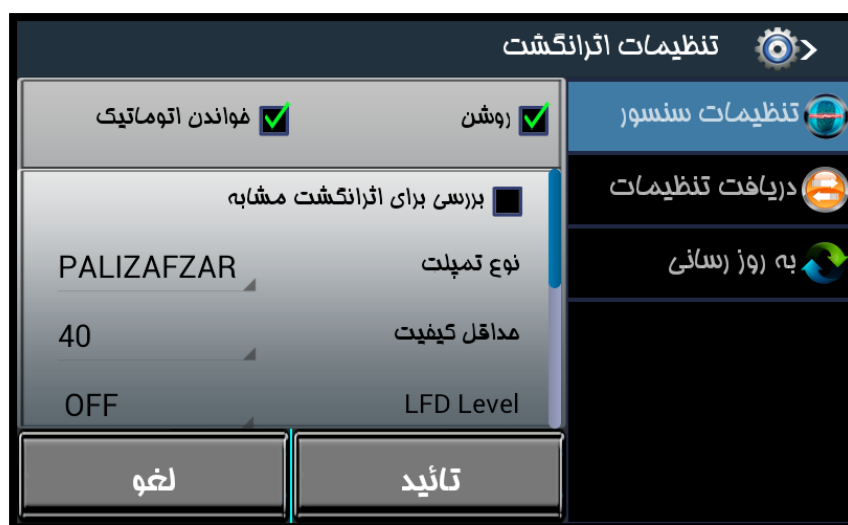 تنظیمات اثرانگشت
تنظیمات سنسور
دریافت تنظیمات
به روز رسانی
روشن
خواندن اتوماتیک
بررسی برای اثرانگشت مشابه
نوع تمپلت
PALIZAFZAR
حداقل کیفیت
40
LFD Level
OFF
تائید
لغو